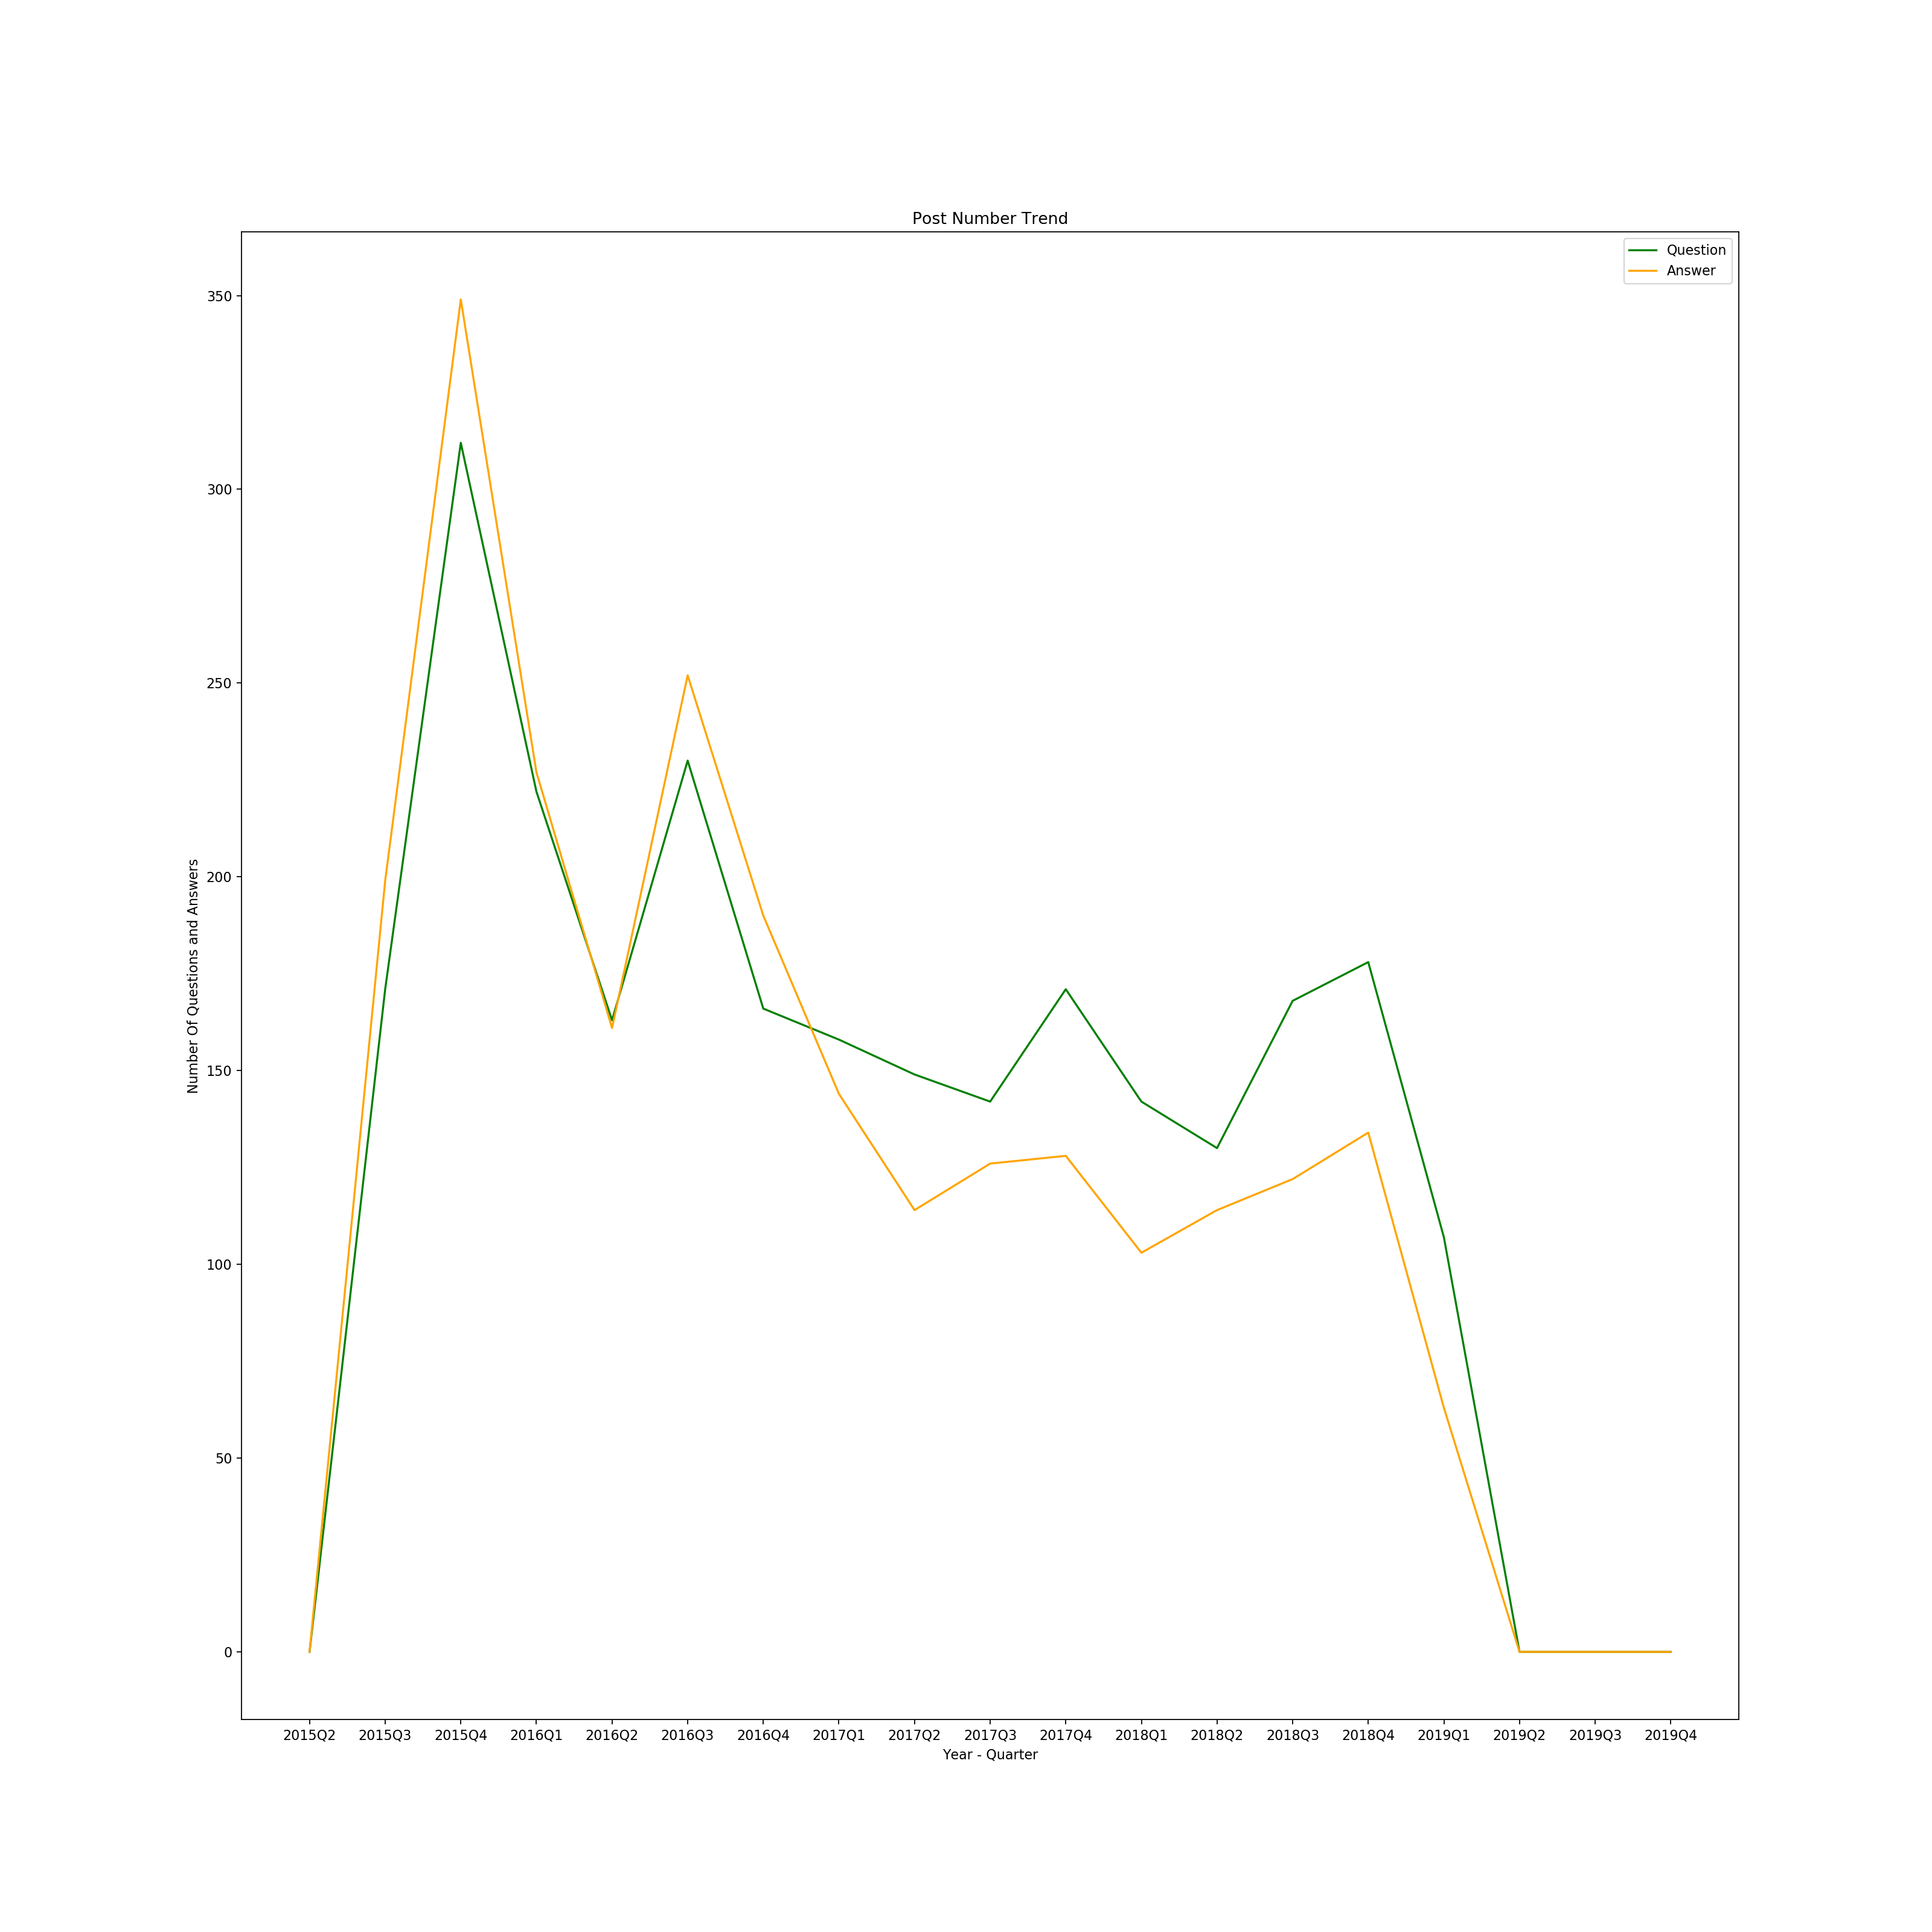 Post Number Trend
Question
Answer
350
300
250
200
150
100
50
0
Number Of Questions and Answers
2015Q2 2015Q3 2015Q4 2016Q1 2016Q2 2016Q3 2016Q4 2017Q1 2017Q2 2017Q3 2017Q4 2018Q1 2018Q2 2018Q3 2018Q4 2019Q1 2019Q2 2019Q3 2019Q4
Year - Quarter